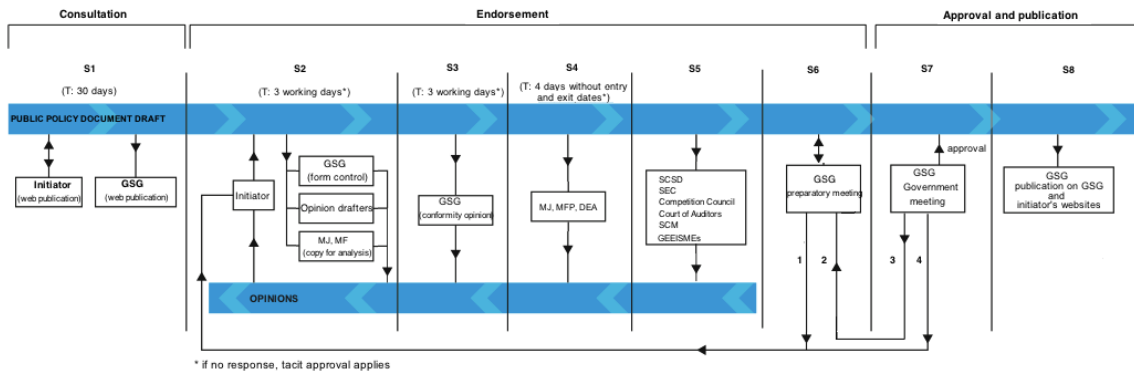 Consultation
Endorsement
Approval and publication
S1
(T: 30 days)
S2
(T: 3 working days*)
S3
(T: 3 working days*)
S4
(T: 4 days without entry
and exit dates*)
S5
S6
S7
S8
PUBLIC POLICY DOCUMENT DRAFT
Initiator
(web publication)
GSG
(web publication)
Initiator
GSG
(form control)
Opinion drafters
MJ, MF
(copy for analysis)
GSG
(conformity opinion)
MJ, MFP, DEA
SCSD
SEC
Competition Council
Court of Auditors
SCM
GEEISMEs
GSG
preparatory meeting
approval
GSG
Government
meeting
GSG
publication on GSG
and
initiator's websites
1
2
3
4
OPINIONS
* if no response, tacit approval applies